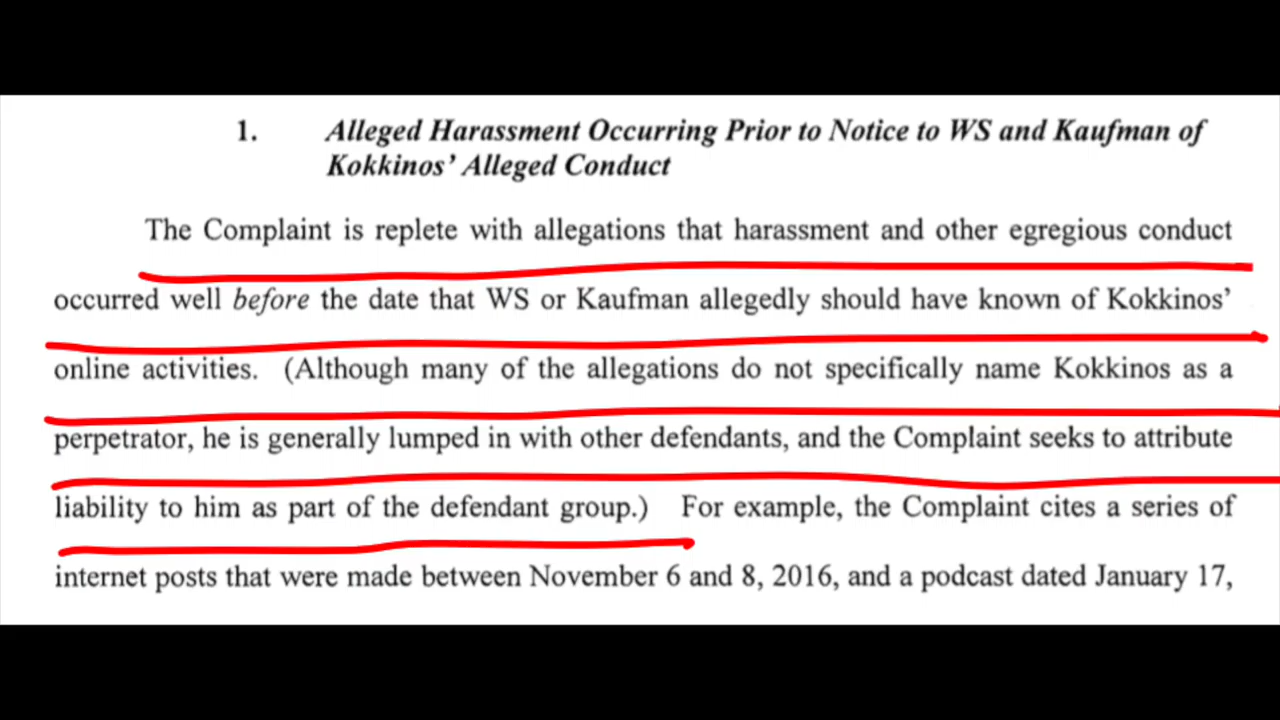 1. Alleged Harassment Occurring Prior to Notice to WS and Kaufman of
Kokkinos’ Alleged Conduct
The Complaint is replete with allegations that harassment and other egregious conduct
occurred well before the date that WS or Kaufman allegedly should have known of Kokkinos’
online activities. (Although many of the allegations do not specifically name Kokkinos as a
perpetrator, he is generally lumped in with other defendants, and the Complaint seeks to attribute
liability to him as part of the defendant group.) For example, the Complaint cites a series of
internet posts that were made between November 6 and 8, 2016, and a podcast dated January 17,